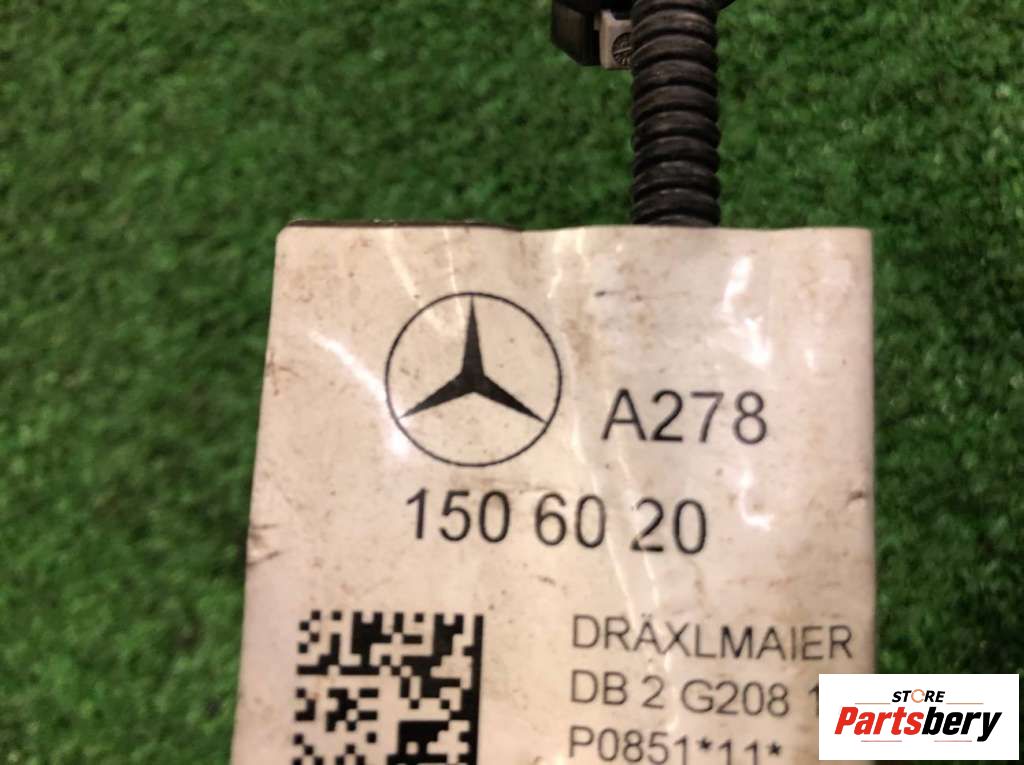 A278
150 60 20
DRÄXLMAIER
DB 2 G208
P0851*11*
STORE
Partsbery